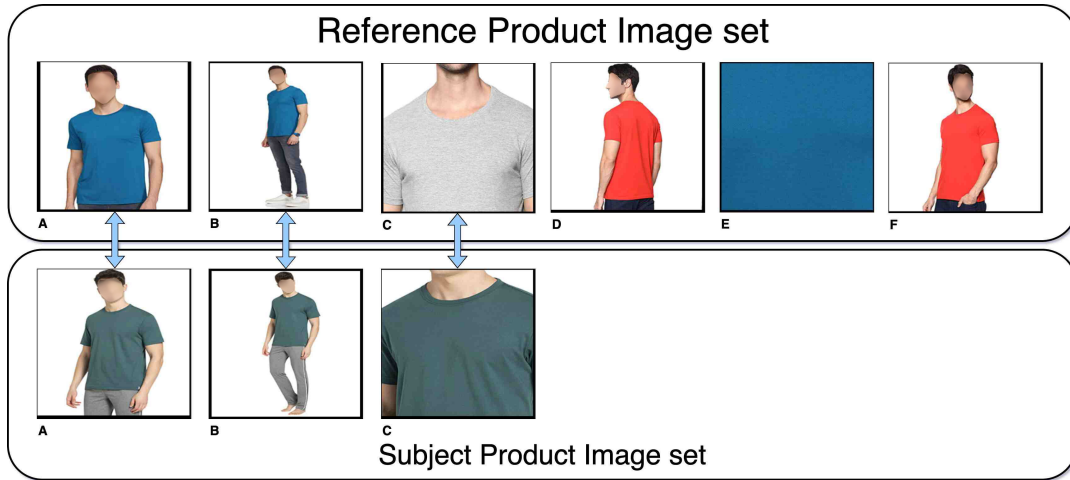 Reference Product Image set
A B C D E F
A B C
Subject Product Image set